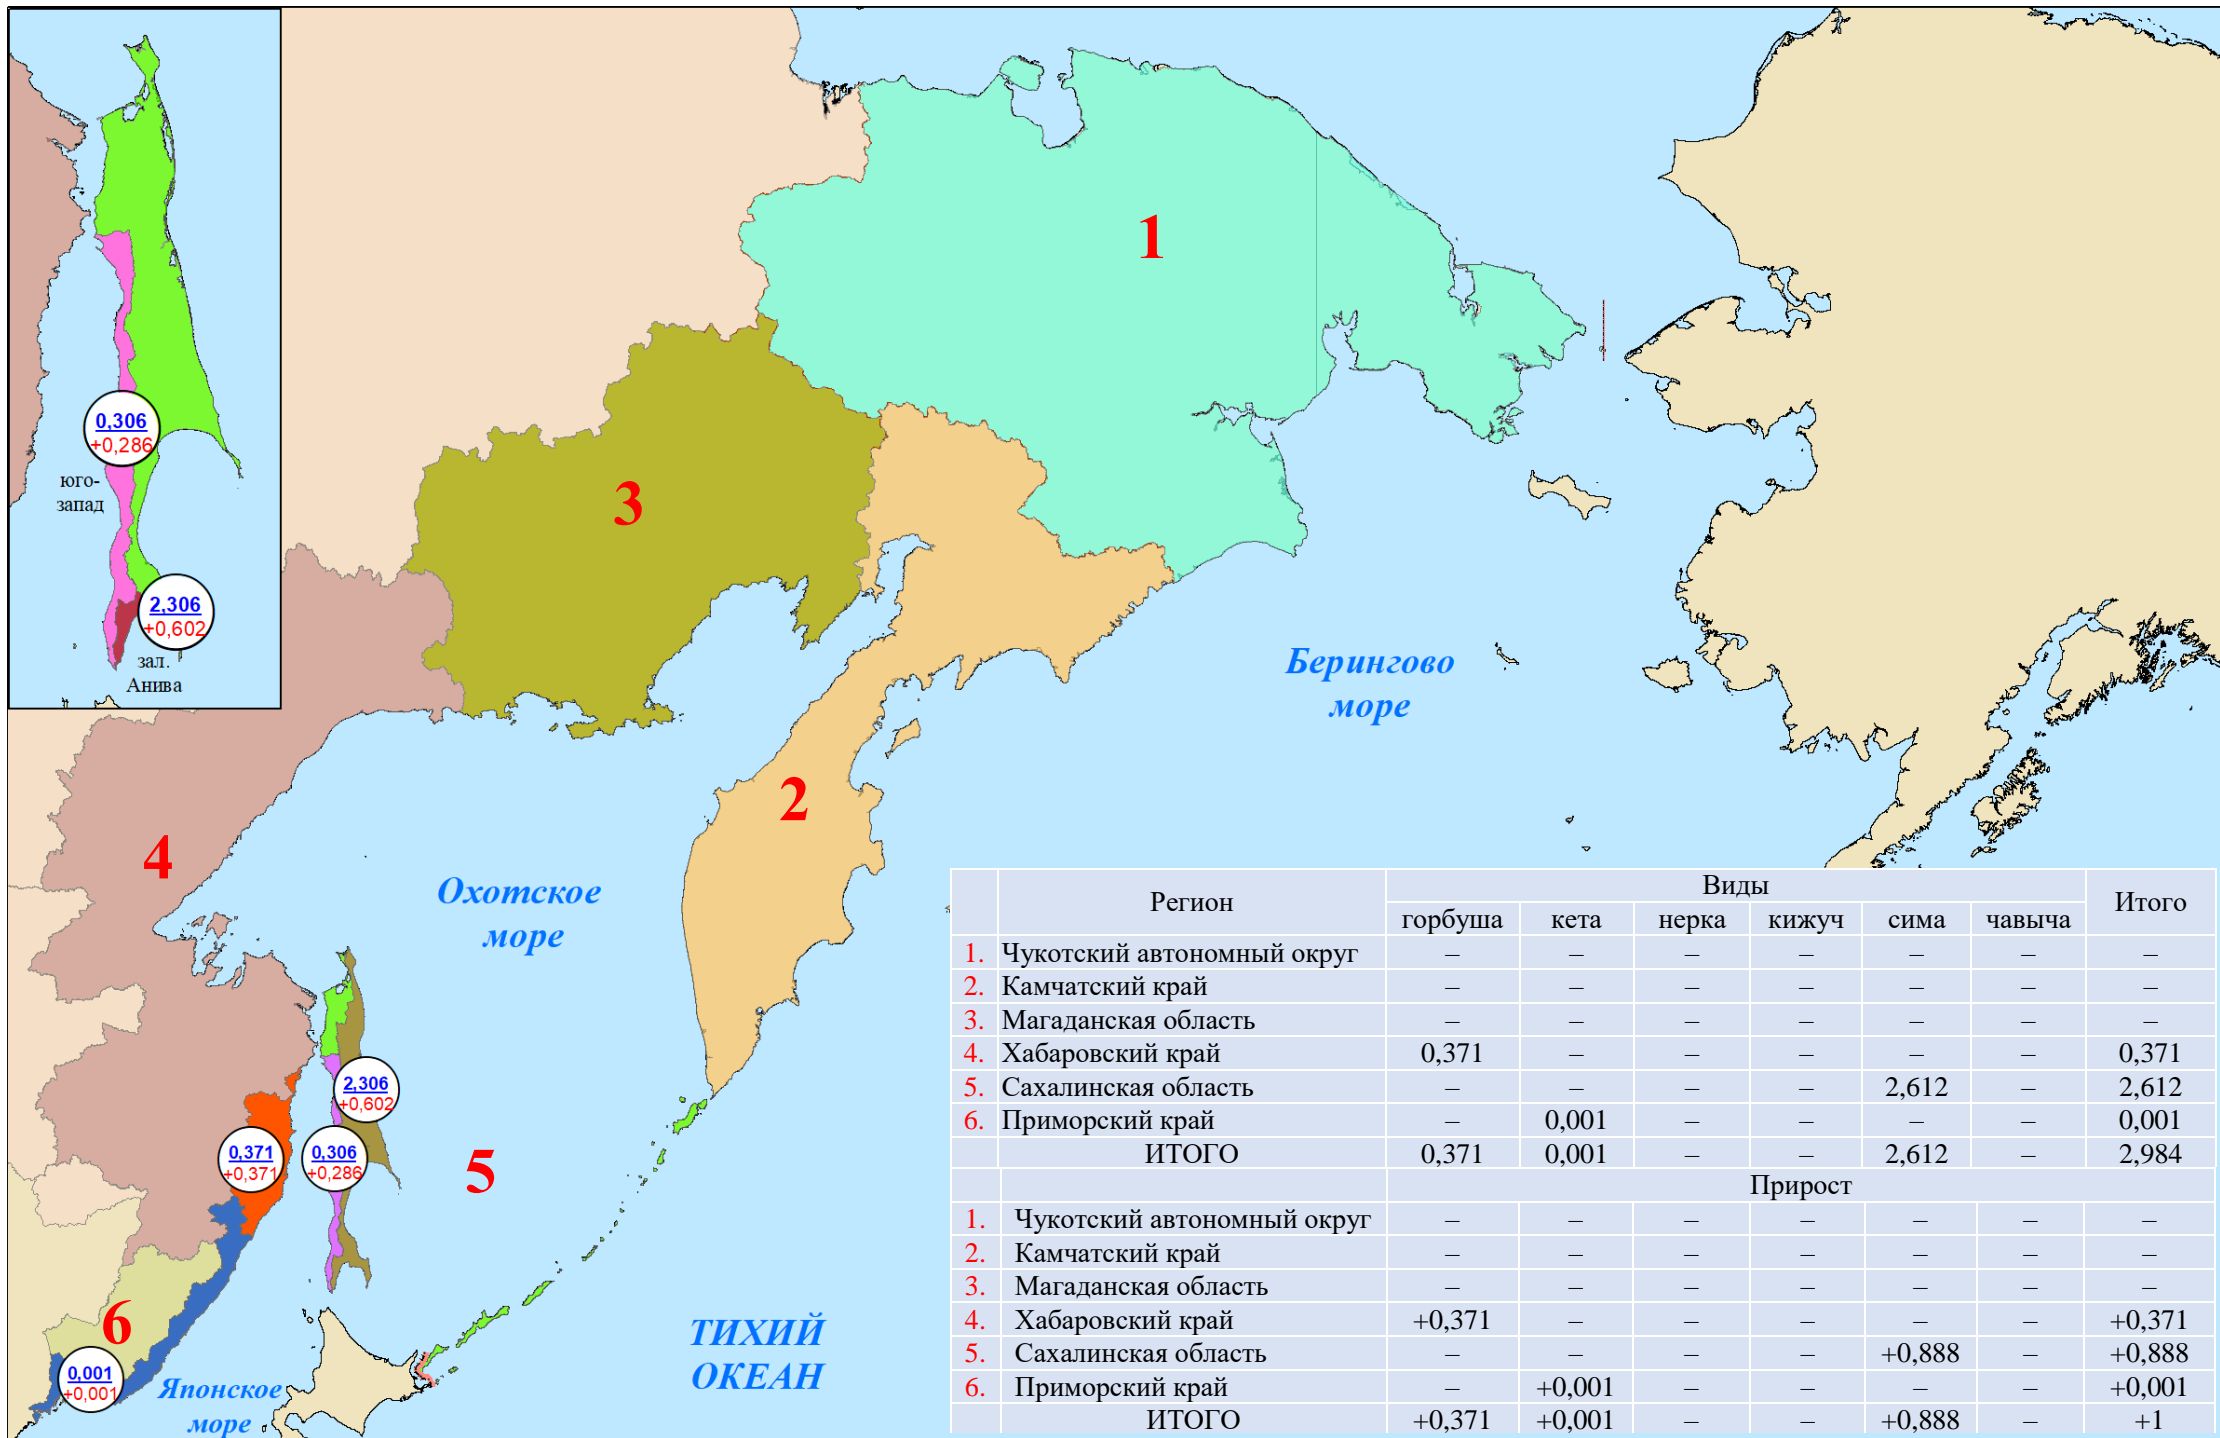 0,306
+0,286
юго-
запад
2,306
+0,602
зал.
Анива
1
3
2
4
Берингово
море
Охотское
море
2,306
+0,602
0,371
+0,371
0,306
+0,286
5
6
0,001
+0,001
Японское
море
ТИХИЙ
ОКЕАН
Регион Виды Итого
горбуша кета нерка кижуч сима чавыча
1. Чукотский автономный округ – – – – – – –
2. Камчатский край – – – – – – –
3. Магаданская область – – – – – – –
4. Хабаровский край 0,371 – – – – – 0,371
5. Сахалинская область – – – – 2,612 – 2,612
6. Приморский край – 0,001 – – – – 0,001
ИТОГО 0,371 0,001 – – 2,612 – 2,984
Прирост
1. Чукотский автономный округ – – – – – – –
2. Камчатский край – – – – – – –
3. Магаданская область – – – – – – –
4. Хабаровский край +0,371 – – – – – +0,371
5. Сахалинская область – – – – +0,888 – +0,888
6. Приморский край – +0,001 – – – – +0,001
ИТОГО +0,371 +0,001 – – +0,888 – +1